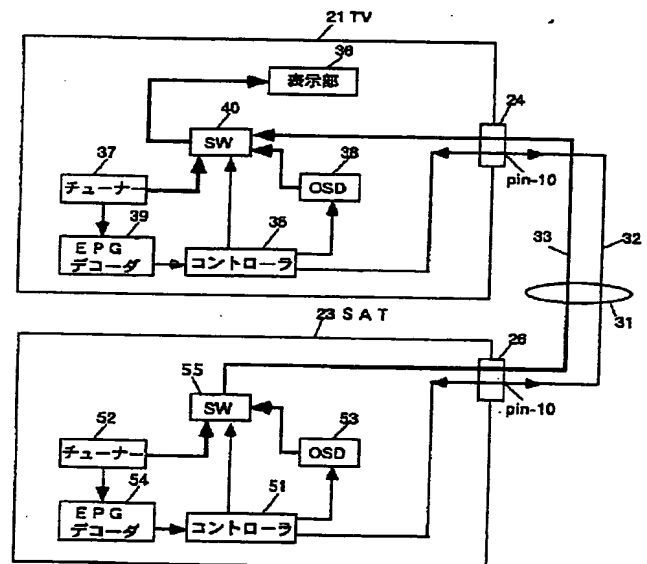 21 TV
36
表示部
40
SW
24
37
チューナー
38
OSD
pin-10
39
EPG
デコーダ
35
コントローラ
33
32
31
23 SAT
26
55
SW
pin-10
52
チューナー
53
OSD
54
EPG
デコーダ
51
コントローラ